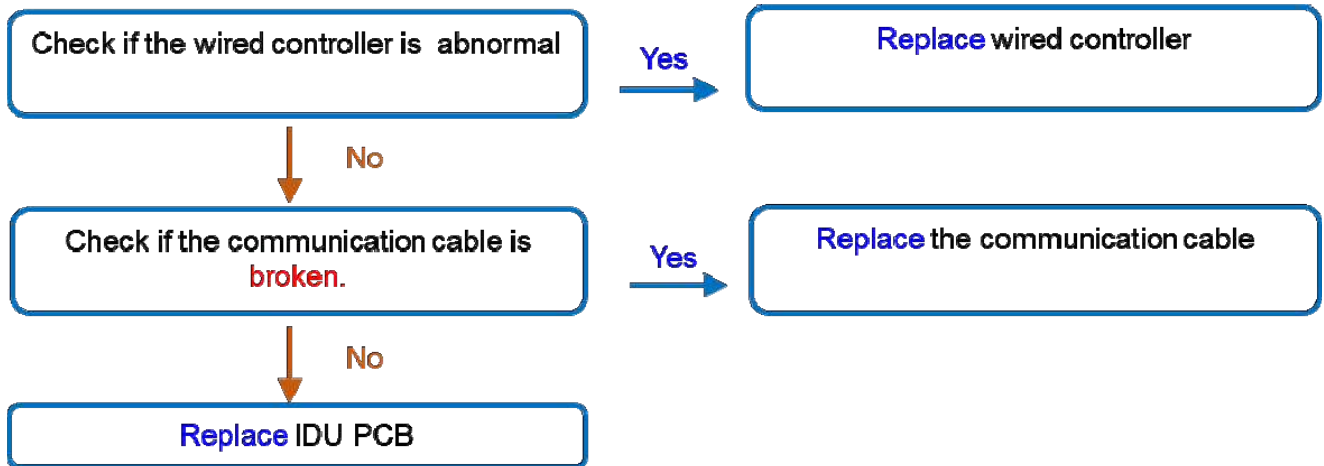 Check if the wired controller is abnormal
Yes
Replace wired controller
No
Check if the communication cable is
broken.
Yes
Replace the communication cable
No
Replace IDU PCB